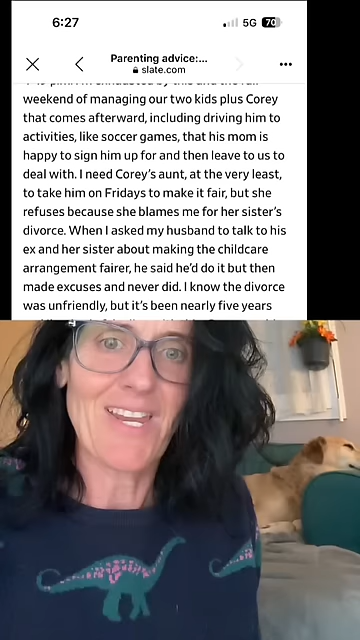 6:27
5G 70
Parenting advice:...
slate.com
weekend of managing our two kids plus Corey
that comes afterward, including driving him to
activities, like soccer games, that his mom is
happy to sign him up for and then leave to us to
deal with. I need Corey's aunt, at the very least,
to take him on Fridays to make it fair, but she
refuses because she blames me for her sister's
divorce. When I asked my husband to talk to his
ex and her sister about making the childcare
arrangement fairer, he said he'd do it but then
made excuses and never did. I know the divorce
was unfriendly, but it's been nearly five years